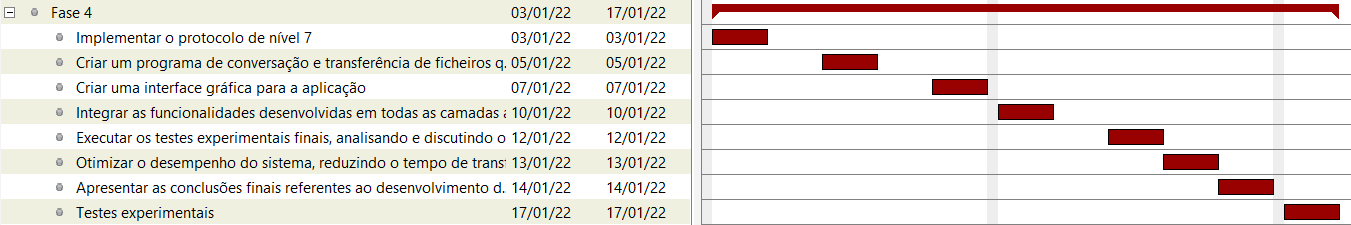 Fase 4 03/01/22 17/01/22
Implementar o protocolo de nível 7 03/01/22 03/01/22
Criar um programa de conversação e transferência de ficheiros q... 05/01/22 05/01/22
Criar uma interface gráfica para a aplicação 07/01/22 07/01/22
Integrar as funcionalidades desenvolvidas em todas as camadas 10/01/22 10/01/22
Executar os testes experimentais finais, analisando e discutindo o 12/01/22 12/01/22
Otimizar o desempenho do sistema, reduzindo o tempo de 13/01/22 13/01/22
Apresentar as conclusões finais referentes ao desenvolvimento d... 14/01/22 14/01/22
Testes experimentais 17/01/22 17/01/22